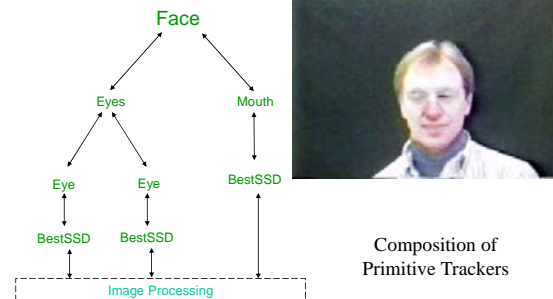 Face
Eyes Mouth
Eye Eye BestSSD
BestSSD BestSSD
Image Processing
Composition of
Primitive Trackers